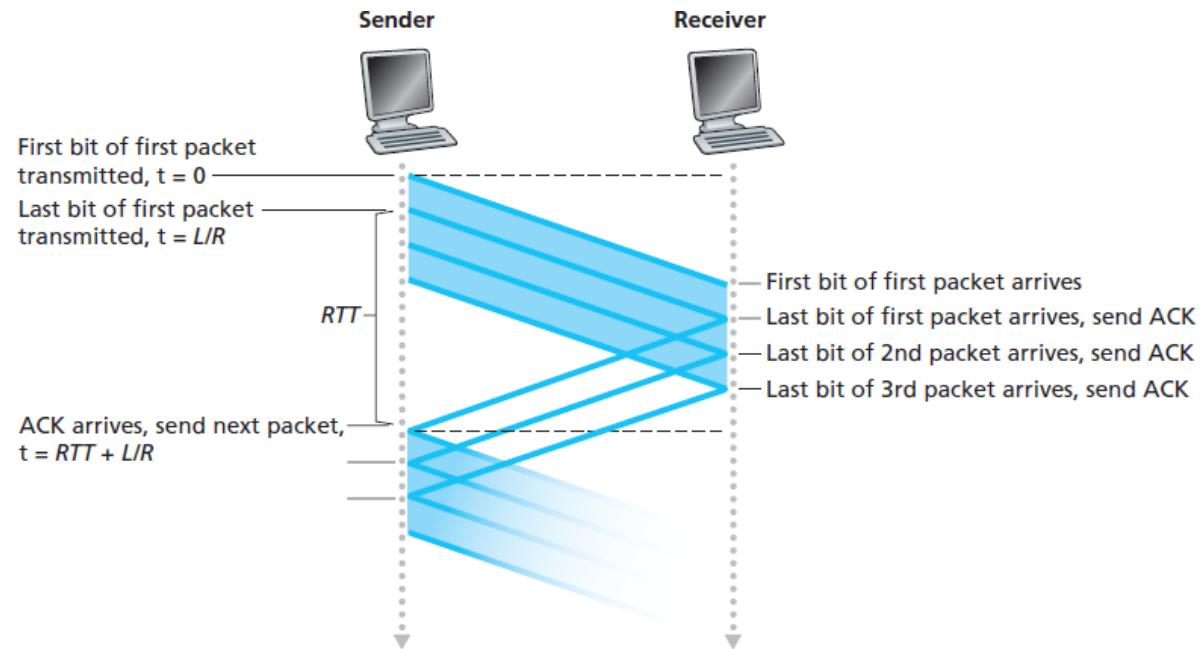 Sender
Receiver
First bit of first packet
transmitted, t = 0
Last bit of first packet
transmitted, t = L/R
RTT
First bit of first packet arrives
Last bit of first packet arrives, send ACK
Last bit of 2nd packet arrives, send ACK
Last bit of 3rd packet arrives, send ACK
ACK arrives, send next packet,
t = RTT + L/R